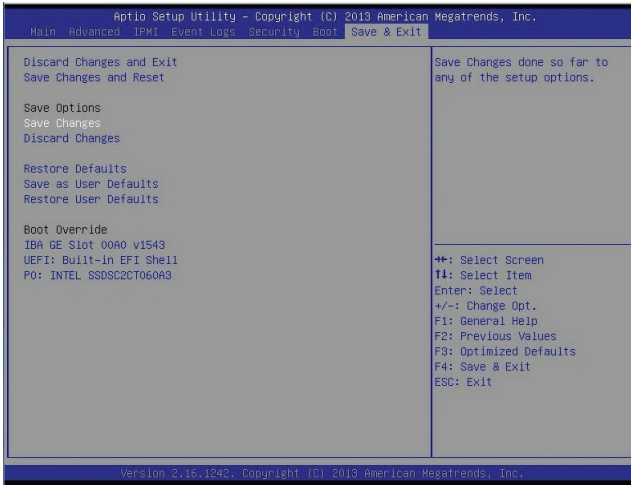 Aptio Setup Utility – Copyright (C) 2013 American Megatrends, Inc.
Main Advanced IPMI Event Logs Security Boot Save & Exit
Discard Changes and Exit
Save Changes and Reset
Save Options
Save Changes
Discard Changes
Restore Defaults
Save as User Defaults
Restore User Defaults
Boot Override
IBA GE Slot 00A0 v1543
UEFI: Built-in EFI Shell
P0: INTEL SSDSC2CT060A3
Save Changes done so far to
any of the setup options.
→←: Select Screen
↑↓: Select Item
Enter: Select
+/-: Change Opt.
F1: General Help
F2: Previous Values
F3: Optimized Defaults
F4: Save & Exit
ESC: Exit
Version 2.16.1242. Copyright (C) 2013 American Megatrends, Inc.